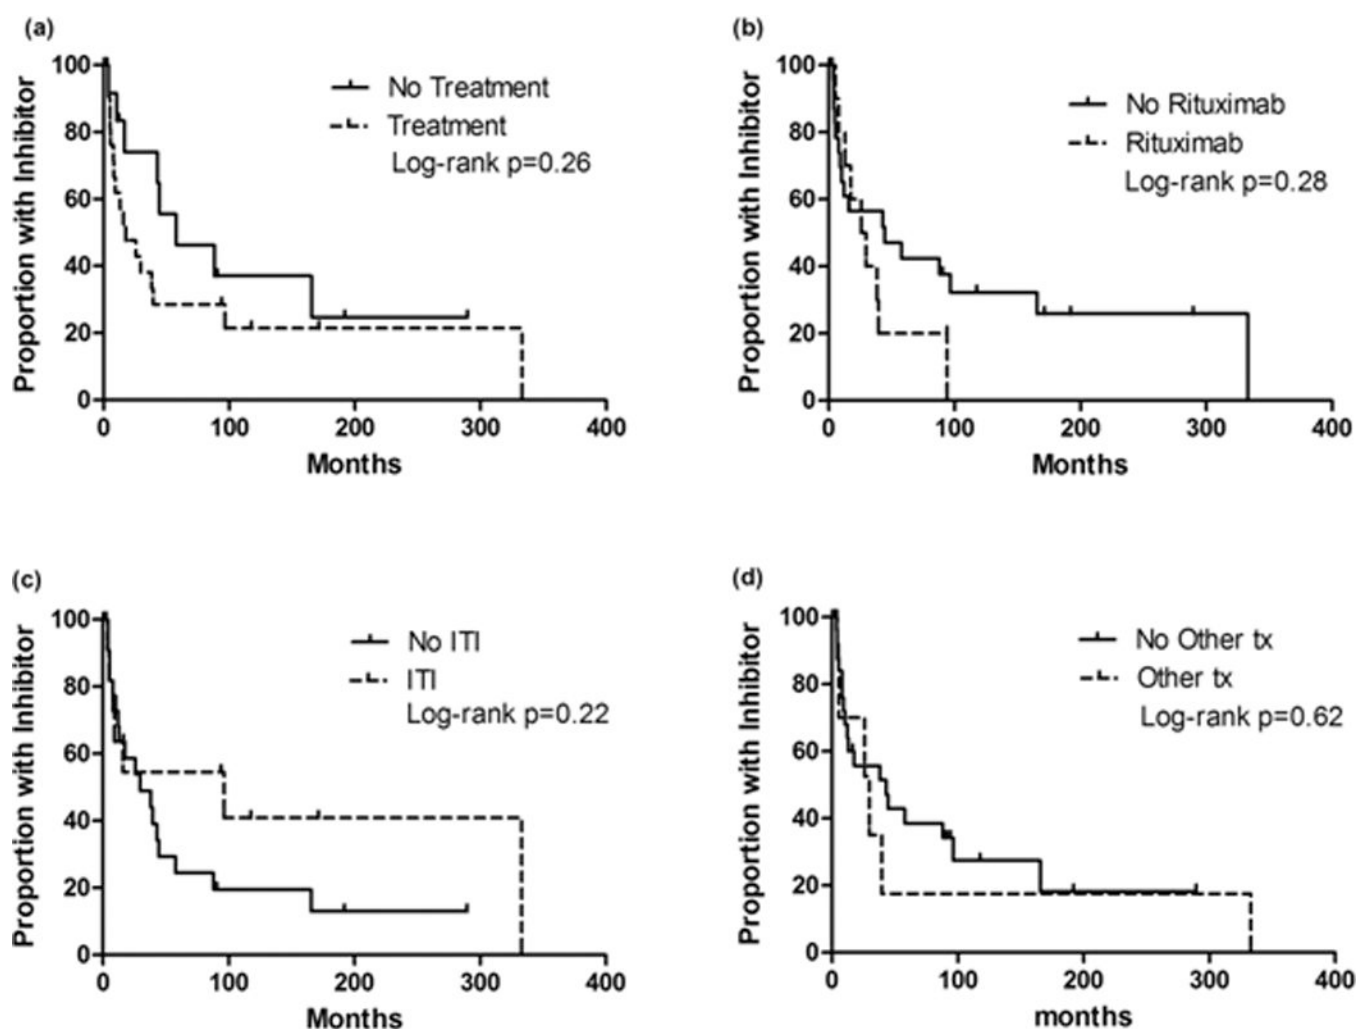 (a)
Proportion with Inhibitor
100
80
60
40
20
0
No Treatment
Treatment
Log-rank p=0.26
0 100 200 300 400
Months
(b)
Proportion with Inhibitor
100
80
60
40
20
0
No Rituximab
Rituximab
Log-rank p=0.28
0 100 200 300 400
Months
(c)
Proportion with Inhibitor
100
80
60
40
20
0
No ITI
ITI
Log-rank p=0.22
0 100 200 300 400
Months
(d)
Proportion with Inhibitor
100
80
60
40
20
0
No Other tx
Other tx
Log-rank p=0.62
0 100 200 300 400
months